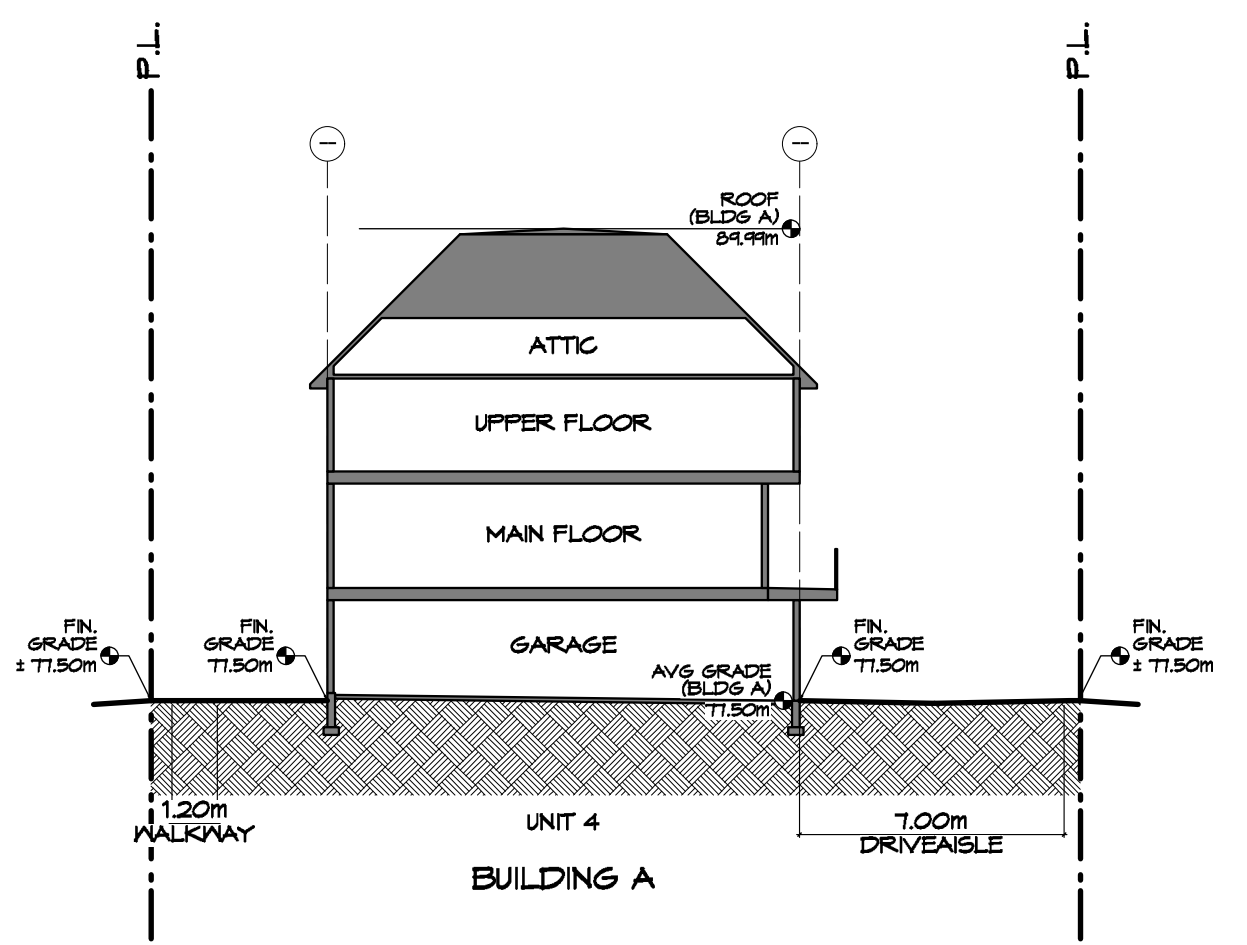 P.L.
P.L.
--
--
ROOF
(BLDG A)
89.99m
ATTIC
UPPER FLOOR
MAIN FLOOR
FIN.
GRADE
± 77.50m
FIN.
GRADE
77.50m
GARAGE
FIN.
GRADE
77.50m
FIN.
GRADE
± 77.50m
AVG GRADE
(BLDG A)
77.50m
1.20m
WALKWAY
UNIT 4
7.00m
DRIVEAISLE
BUILDING A